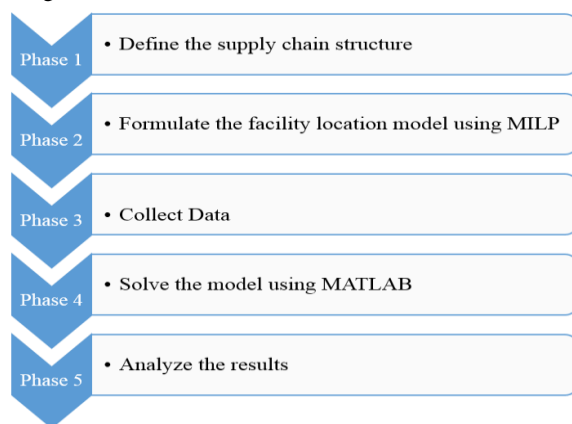 Phase 1
• Define the supply chain structure
Phase 2
• Formulate the facility location model using MILP
Phase 3
• Collect Data
Phase 4
• Solve the model using MATLAB
Phase 5
• Analyze the results